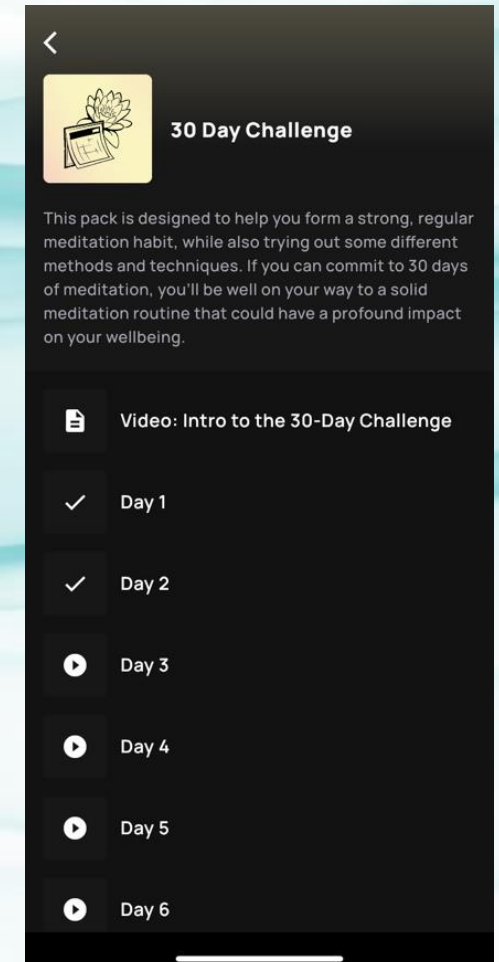 30 Day Challenge
This pack is designed to help you form a strong, regular
meditation habit, while also trying out some different
methods and techniques. If you can commit to 30 days
of meditation, you'll be well on your way to a solid
meditation routine that could have a profound impact
on your wellbeing.
Video: Intro to the 30-Day Challenge
Day 1
Day 2
Day 3
Day 4
Day 5
Day 6